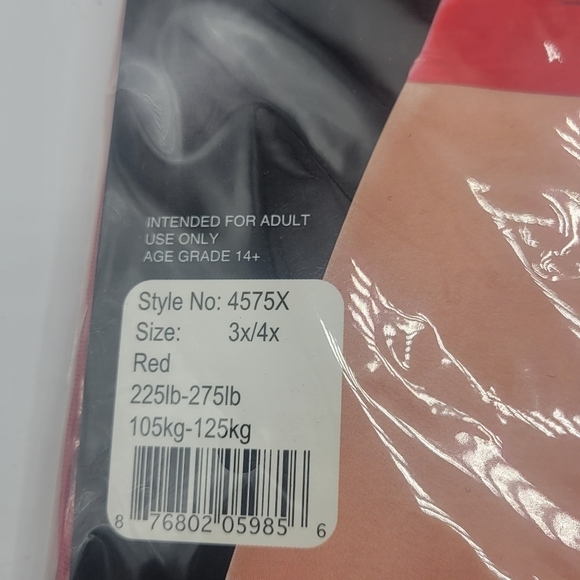 INTENDED FOR ADULT
USE ONLY
AGE GRADE 14+
Style No: 4575X
Size: 3x/4x
Red
225lb-275lb
105kg-125kg
8 76802 05985 6